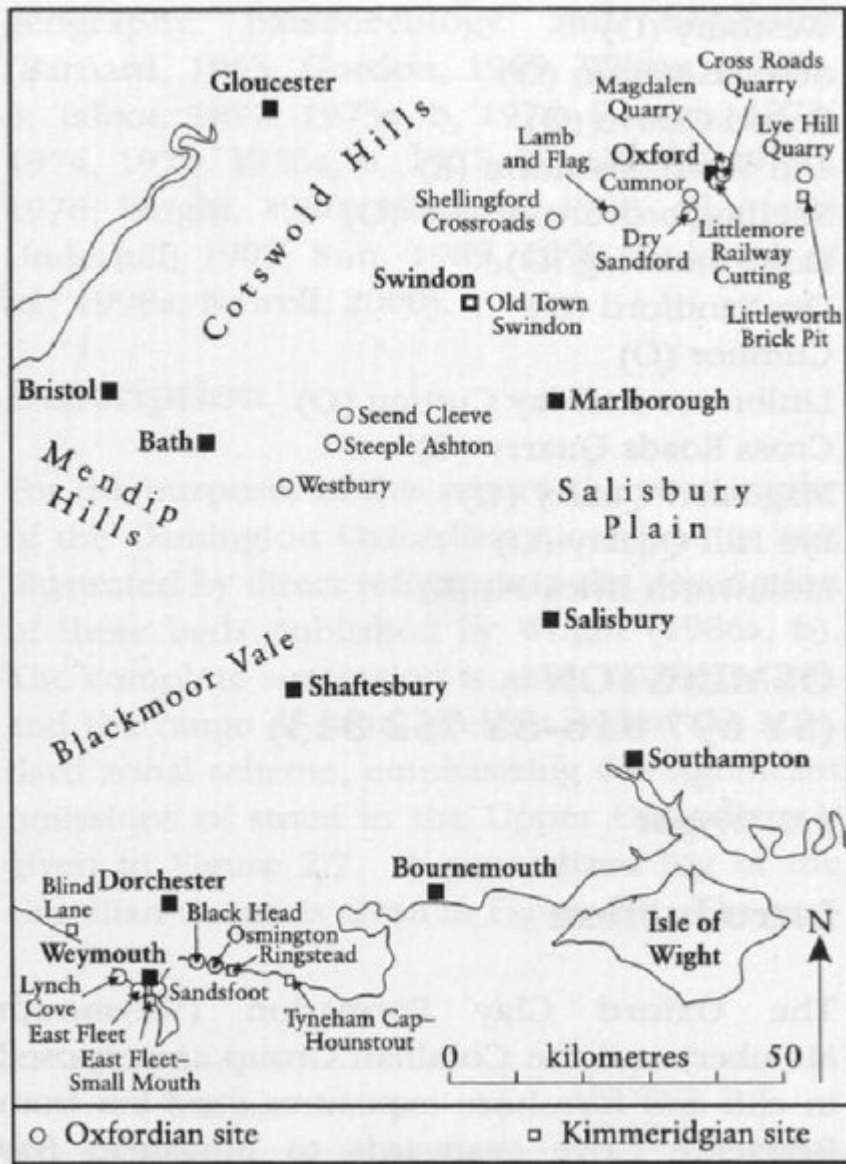 Gloucester
Cotswold Hills
Cross Roads
Quarry
Magdalen
Quarry
Lye Hill
Quarry
Lamb
and Flag
Oxford
Cumnor
Shellingford
Crossroads
Dry
Sandford
Littlemore
Railway
Cutting
Littleworth
Brick Pit
Swindon
Old Town
Swindon
Bristol
Marlborough
Seend Cleeve
Bath
Steeple Ashton
Westbury
Mendip
Hills
Salisbury
Plain
Salisbury
Blackmoor Vale
Shaftesbury
Southampton
Bournemouth
Dorchester
Blind
Lane
Black Head
Osmington
Ringstead
Isle of
Wight
N
Weymouth
Lynch
Cove
Sandsfoot
East Fleet
East Fleet–
Small Mouth
Tyneham Cap–
Hounstout
0 kilometres 50
Oxfordian site
Kimmeridgian site